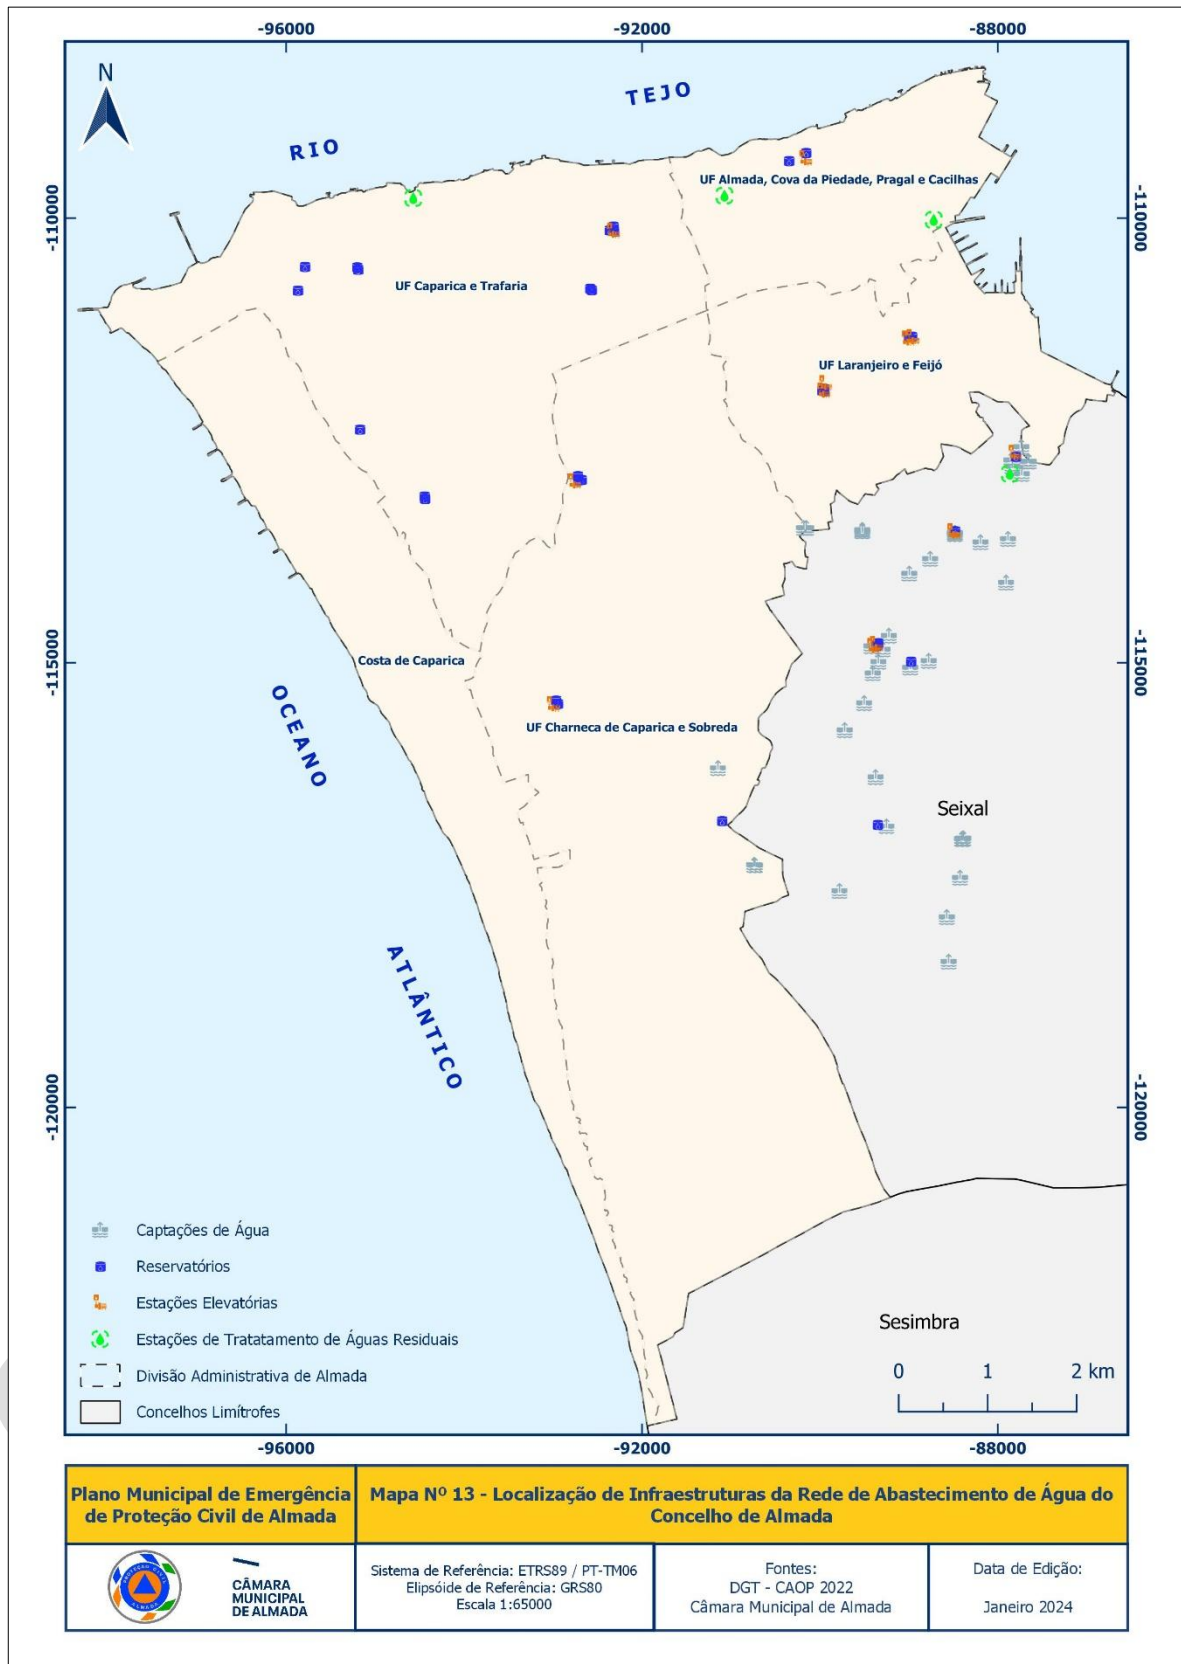 -96000
-92000
-88000
N
RIO
TEJO
UF Almada, Cova da Piedade, Pragal e Cacilhas
-110000
-110000
UF Caparica e Trafaria
UF Laranjeiro e Feijó
-115000
-115000
Costa de Caparica
UF Charneca de Caparica e Sobreda
OCEANO
Seixal
ATLÂNTICO
-120000
-120000
Captações de Água
Reservatórios
Estações Elevatórias
Estações de Tratatamento de Águas Residuais
Divisão Administrativa de Almada
Concelhos Limítrofes
Sesimbra
0 1 2 km
-96000
-92000
-88000
Plano Municipal de Emergência
de Proteção Civil de Almada
Mapa Nº 13 - Localização de Infraestruturas da Rede de Abastecimento de Água do
Concelho de Almada
PROTEÇÃO CIVIL
ALMADA
CÂMARA
MUNICIPAL
DE ALMADA
Sistema de Referência: ETRS89 / PT-TM06
Elipsóide de Referência: GRS80
Escala 1:65000
Fontes:
DGT - CAOP 2022
Câmara Municipal de Almada
Data de Edição:
Janeiro 2024